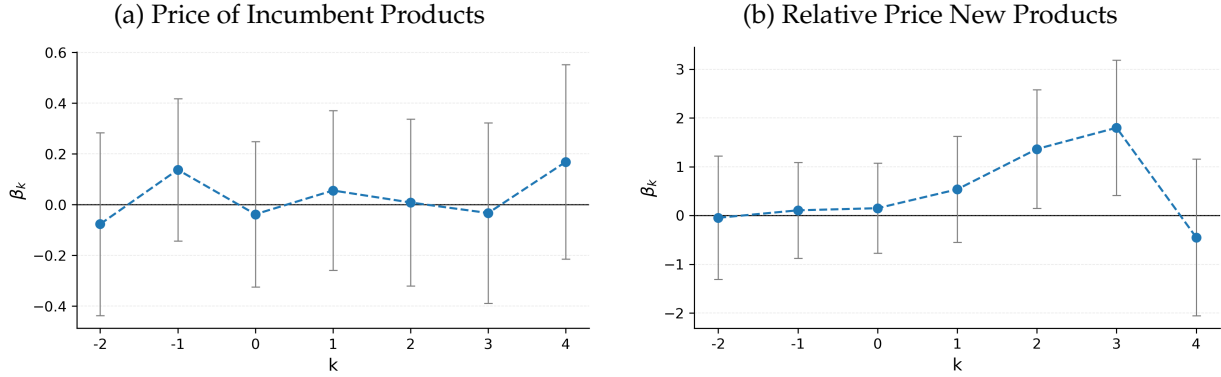 (a) Price of Incumbent Products
0.6
0.4
0.2
0.0
−0.2
−0.4
βk
-2 -1 0 1 2 3 4
k
(b) Relative Price New Products
3
2
1
0
−1
−2
βk
-2 -1 0 1 2 3 4
k